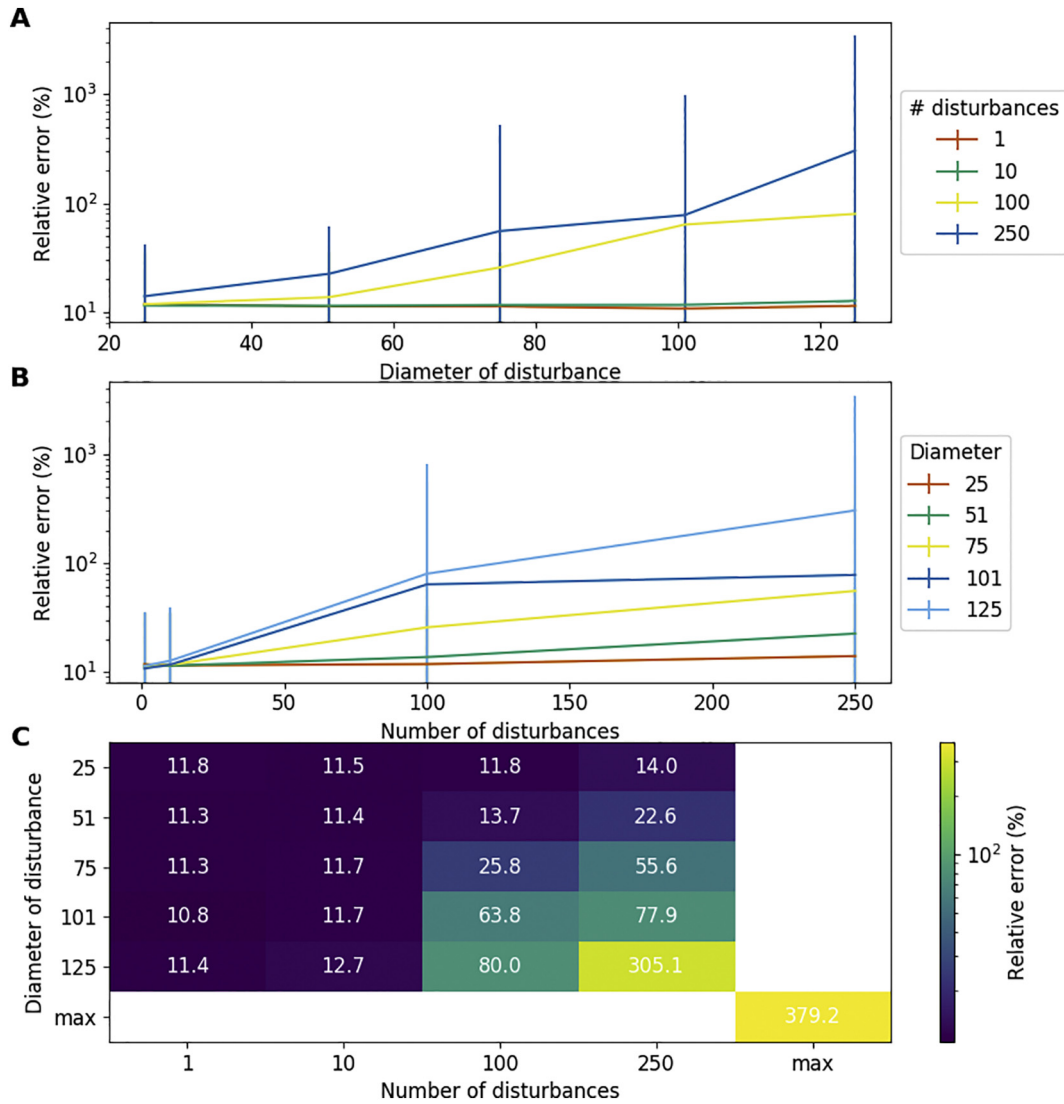 A
Relative error (%)
10³
10²
10¹
20 40 60 80 100 120
Diameter of disturbance
# disturbances
1
10
100
250
B
Relative error (%)
10³
10²
10¹
0 50 100 150 200 250
Number of disturbances
Diameter
25
51
75
101
125
C
Diameter of disturbance
25 11.8 11.5 11.8 14.0
51 11.3 11.4 13.7 22.6
75 11.3 11.7 25.8 55.6
101 10.8 11.7 63.8 77.9
125 11.4 12.7 80.0 305.1
max 379.2
1 10 100 250 max
Number of disturbances
10²
Relative error (%)